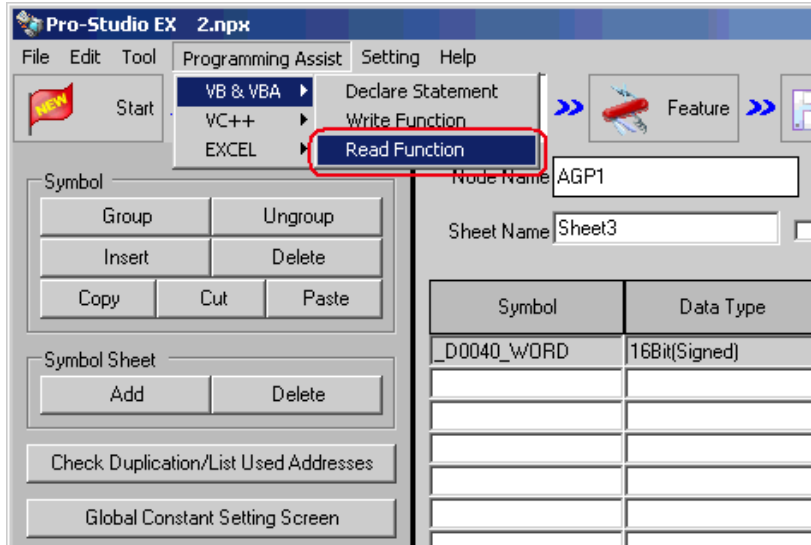 Pro-Studio EX 2.npx
File Edit Tool Programming Assist Setting Help
NEW Start
VB & VBA
VC++
EXCEL
Declare Statement
Write Function
Read Function
Feature
Symbol
Group Ungroup
Insert Delete
Copy Cut Paste
Symbol Sheet
Add Delete
Check Duplication/List Used Addresses
Global Constant Setting Screen
Node Name AGP1
Sheet Name Sheet3
Symbol Data Type
_D0040_WORD 16Bit(Signed)